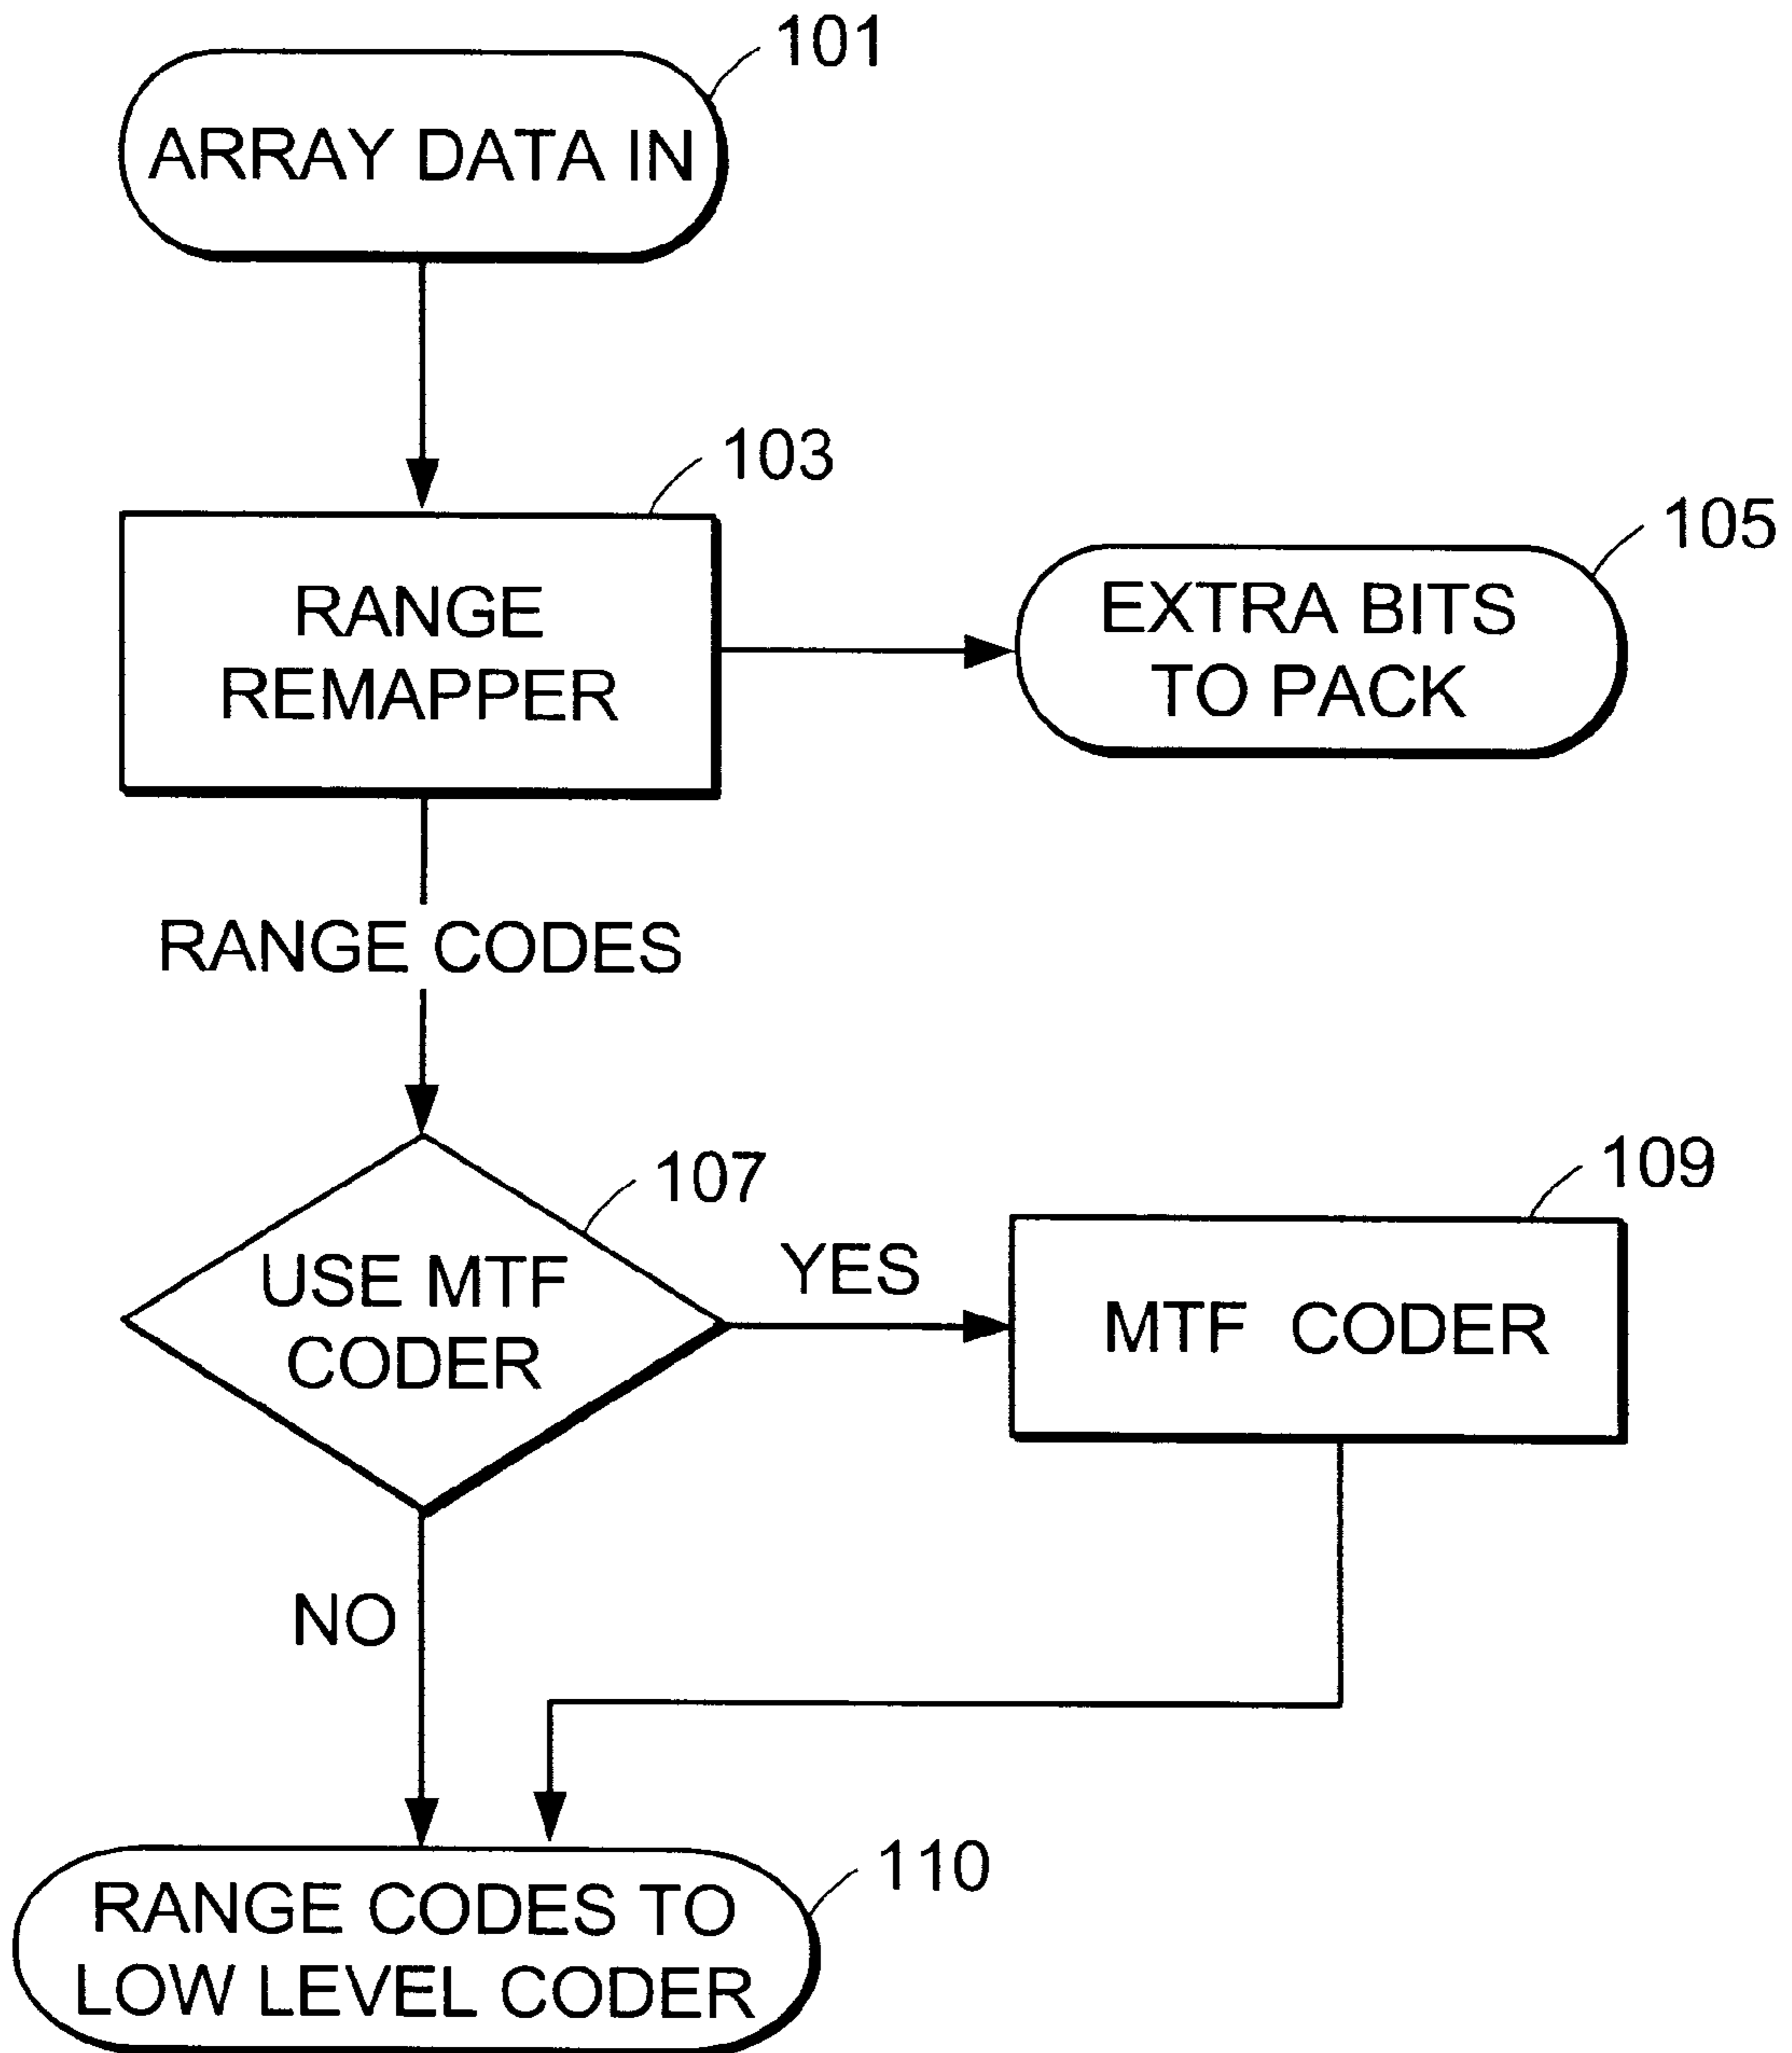 101
ARRAY DATA IN
103
RANGE
REMAPPER
105
EXTRA BITS
TO PACK
RANGE CODES
107
USE MTF
CODER
YES
109
MTF CODER
NO
110
RANGE CODES TO
LOW LEVEL CODER